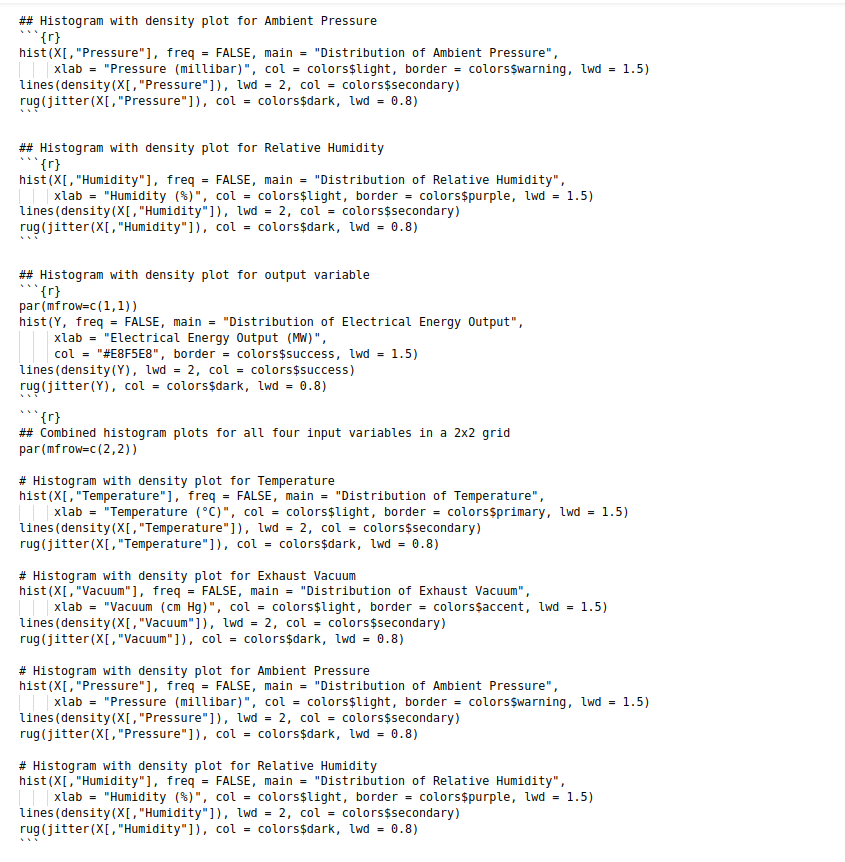 ## Histogram with density plot for Ambient Pressure
```{r}
hist(X[,"Pressure"], freq = FALSE, main = "Distribution of Ambient Pressure",
     xlab = "Pressure (millibar)", col = colors$light, border = colors$warning, lwd = 1.5)
lines(density(X[,"Pressure"]), lwd = 2, col = colors$secondary)
rug(jitter(X[,"Pressure"]), col = colors$dark, lwd = 0.8)
```

## Histogram with density plot for Relative Humidity
```{r}
hist(X[,"Humidity"], freq = FALSE, main = "Distribution of Relative Humidity",
     xlab = "Humidity (%)", col = colors$light, border = colors$purple, lwd = 1.5)
lines(density(X[,"Humidity"]), lwd = 2, col = colors$secondary)
rug(jitter(X[,"Humidity"]), col = colors$dark, lwd = 0.8)
```

## Histogram with density plot for output variable
```{r}
par(mfrow=c(1,1))
hist(Y, freq = FALSE, main = "Distribution of Electrical Energy Output",
     xlab = "Electrical Energy Output (MW)",
     col = "#E8F5E8", border = colors$success, lwd = 1.5)
lines(density(Y), lwd = 2, col = colors$success)
rug(jitter(Y), col = colors$dark, lwd = 0.8)
```
```{r}
## Combined histogram plots for all four input variables in a 2x2 grid
par(mfrow=c(2,2))

# Histogram with density plot for Temperature
hist(X[,"Temperature"], freq = FALSE, main = "Distribution of Temperature",
     xlab = "Temperature (°C)", col = colors$light, border = colors$primary, lwd = 1.5)
lines(density(X[,"Temperature"]), lwd = 2, col = colors$secondary)
rug(jitter(X[,"Temperature"]), col = colors$dark, lwd = 0.8)

# Histogram with density plot for Exhaust Vacuum
hist(X[,"Vacuum"], freq = FALSE, main = "Distribution of Exhaust Vacuum",
     xlab = "Vacuum (cm Hg)", col = colors$light, border = colors$accent, lwd = 1.5)
lines(density(X[,"Vacuum"]), lwd = 2, col = colors$secondary)
rug(jitter(X[,"Vacuum"]), col = colors$dark, lwd = 0.8)

# Histogram with density plot for Ambient Pressure
hist(X[,"Pressure"], freq = FALSE, main = "Distribution of Ambient Pressure",
     xlab = "Pressure (millibar)", col = colors$light, border = colors$warning, lwd = 1.5)
lines(density(X[,"Pressure"]), lwd = 2, col = colors$secondary)
rug(jitter(X[,"Pressure"]), col = colors$dark, lwd = 0.8)

# Histogram with density plot for Relative Humidity
hist(X[,"Humidity"], freq = FALSE, main = "Distribution of Relative Humidity",
     xlab = "Humidity (%)", col = colors$light, border = colors$purple, lwd = 1.5)
lines(density(X[,"Humidity"]), lwd = 2, col = colors$secondary)
rug(jitter(X[,"Humidity"]), col = colors$dark, lwd = 0.8)
```